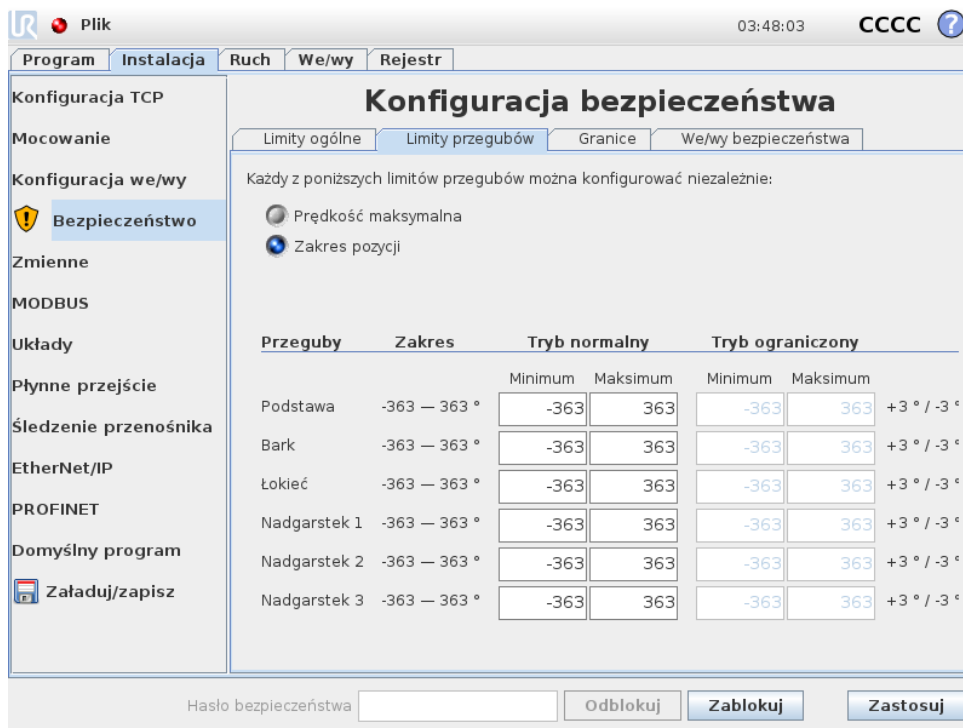 UR Plik 03:48:03 CCCC ?
Program Instalacja Ruch We/wy Rejestr
Konfiguracja TCP
Mocowanie
Konfiguracja we/wy
Bezpieczeństwo
Zmienne
MODBUS
Układy
Płynne przejście
Śledzenie przenośnika
EtherNet/IP
PROFINET
Domyślny program
Załaduj/zapisz
Konfiguracja bezpieczeństwa
Limity ogólne Limity przegubów Granice We/wy bezpieczeństwa
Każdy z poniższych limitów przegubów można konfigurować niezależnie:
Prędkość maksymalna
Zakres pozycji
Przeguby Zakres Tryb normalny Tryb ograniczony
Minimum Maksimum Minimum Maksimum
Podstawa -363 — 363 ° -363 363 -363 363 +3 ° / -3 °
Bark -363 — 363 ° -363 363 -363 363 +3 ° / -3 °
Łokieć -363 — 363 ° -363 363 -363 363 +3 ° / -3 °
Nadgarstek 1 -363 — 363 ° -363 363 -363 363 +3 ° / -3 °
Nadgarstek 2 -363 — 363 ° -363 363 -363 363 +3 ° / -3 °
Nadgarstek 3 -363 — 363 ° -363 363 -363 363 +3 ° / -3 °
Hasło bezpieczeństwa Odblokuj Zablokuj Zastosuj